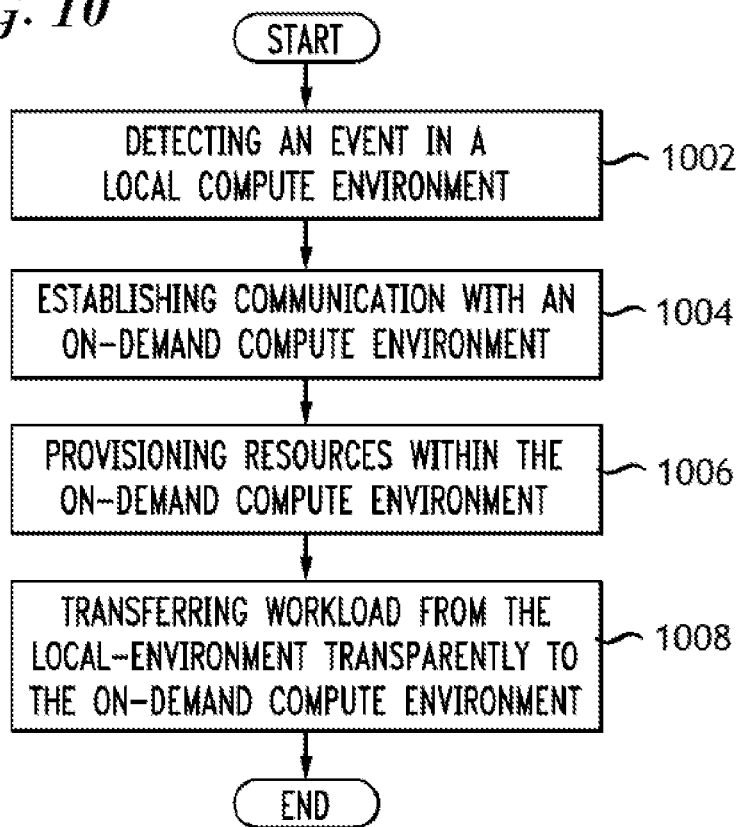 g. 10
START
DETECTING AN EVENT IN A
LOCAL COMPUTE ENVIRONMENT
1002
ESTABLISHING COMMUNICATION WITH AN
ON-DEMAND COMPUTE ENVIRONMENT
1004
PROVISIONING RESOURCES WITHIN THE
ON-DEMAND COMPUTE ENVIRONMENT
1006
TRANSFERRING WORKLOAD FROM THE
LOCAL-ENVIRONMENT TRANSPARENTLY TO
THE ON-DEMAND COMPUTE ENVIRONMENT
1008
END